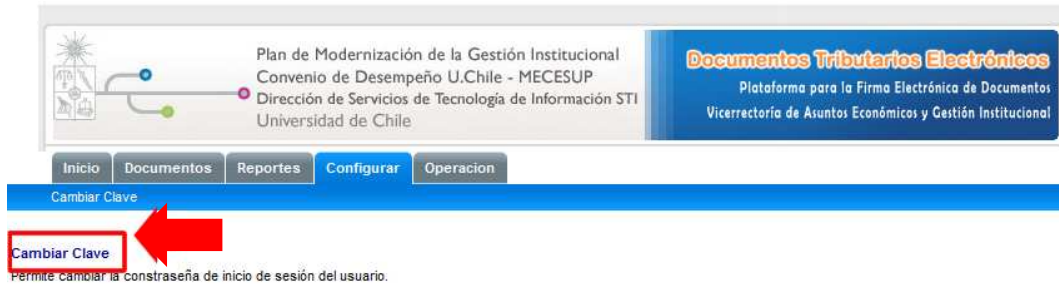 Plan de Modernización de la Gestión Institucional
Convenio de Desempeño U.Chile - MECESUP
Dirección de Servicios de Tecnología de Información STI
Universidad de Chile
Documentos Tributarios Electrónicos
Plataforma para la Firma Electrónica de Documentos
Vicerrectoría de Asuntos Económicos y Gestión Institucional
Inicio Documentos Reportes Configurar Operacion
Cambiar Clave
Cambiar Clave
Permite cambiar la constraseña de inicio de sesión del usuario.